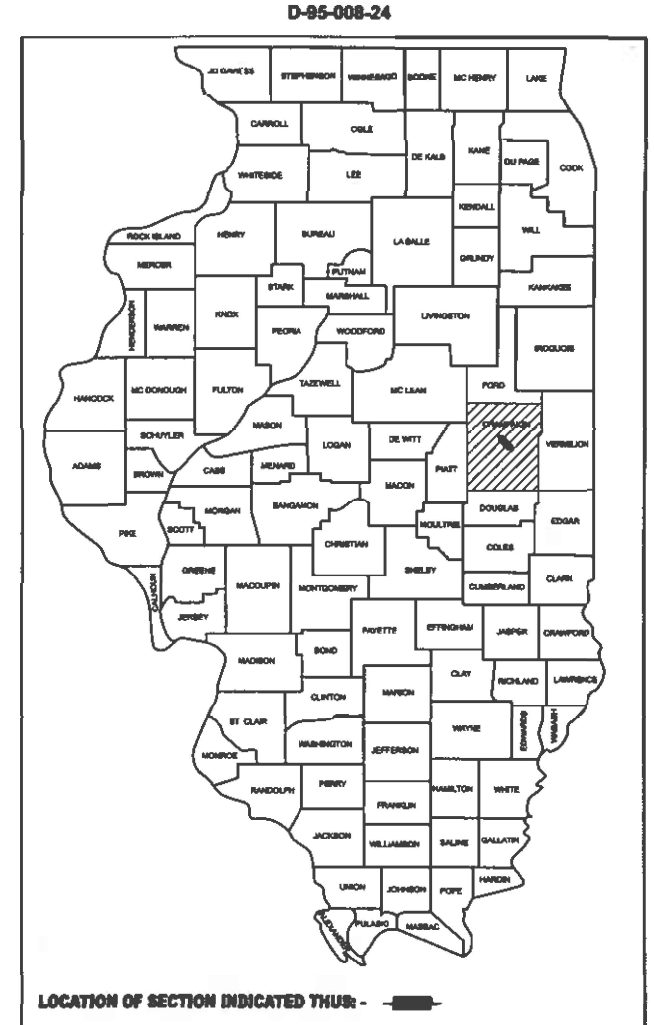 D-95-008-24
JO DAVIESS STEPHENSON WINNEBAGO BOONE MC HENRY LAKE
CARROLL OGLE DE KALB KANE DU PAGE COOK
WHITESIDE LEE
KENDALL
ROCK ISLAND HENRY BUREAU LA SALLE WILL
MERCER PUTNAM GRUNDY
STARK MARSHALL KANKAKEE
HENDERSON WARREN KNOX PEORIA WOODFORD LIVINGSTON
IROQUOIS
HANCOCK MC DONOUGH FULTON TAZEWELL MC LEAN FORD
MASON CHAMPAIGN
SCHUYLER LOGAN DE WITT VERMILION
ADAMS BROWN CASS MENARD PIATT
MACON
PIKE SCOTT MORGAN SANGAMON MOULTRIE DOUGLAS EDGAR
CHRISTIAN COLES
CALHOUN GREENE MACOUPIN MONTGOMERY SHELBY CUMBERLAND CLARK
JERSEY
FAYETTE EFFINGHAM JASPER CRAWFORD
MADISON BOND
CLAY RICHLAND LAWRENCE
CLINTON MARION
ST CLAIR WAYNE EDWARDS WABASH
MONROE WASHINGTON JEFFERSON
RANDOLPH PERRY HAMILTON WHITE
FRANKLIN
JACKSON WILLIAMSON SALINE GALLATIN
UNION JOHNSON POPE HARDIN
ALEXANDER PULASKI MASSAC
LOCATION OF SECTION INDICATED THUS: -